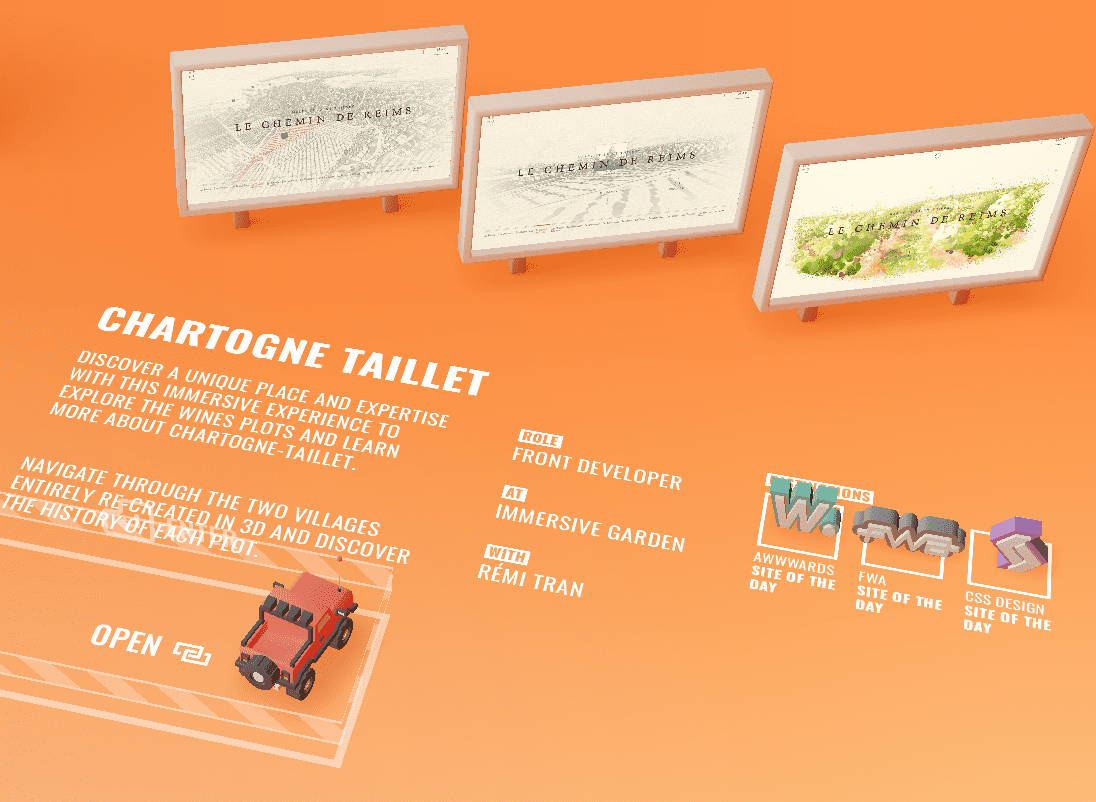 LE CHEMIN DE REIMS
LE CHEMIN DE REIMS
LE CHEMIN DE REIMS
CHARTOGNE TAILLET
DISCOVER A UNIQUE PLACE AND EXPERTISE
WITH THIS IMMERSIVE EXPERIENCE TO
EXPLORE THE WINES PLOTS AND LEARN
MORE ABOUT CHARTOGNE-TAILLET.
NAVIGATE THROUGH THE TWO VILLAGES
ENTIRELY RE-CREATED IN 3D AND DISCOVER
THE HISTORY OF EACH PLOT.
OPEN
ROLE
FRONT DEVELOPER
AT
IMMERSIVE GARDEN
WITH
RÉMI TRAN
W.
FWA
AWWWARDS
SITE OF THE
DAY
FWA
SITE OF THE
DAY
CSS DESIGN
SITE OF THE
DAY